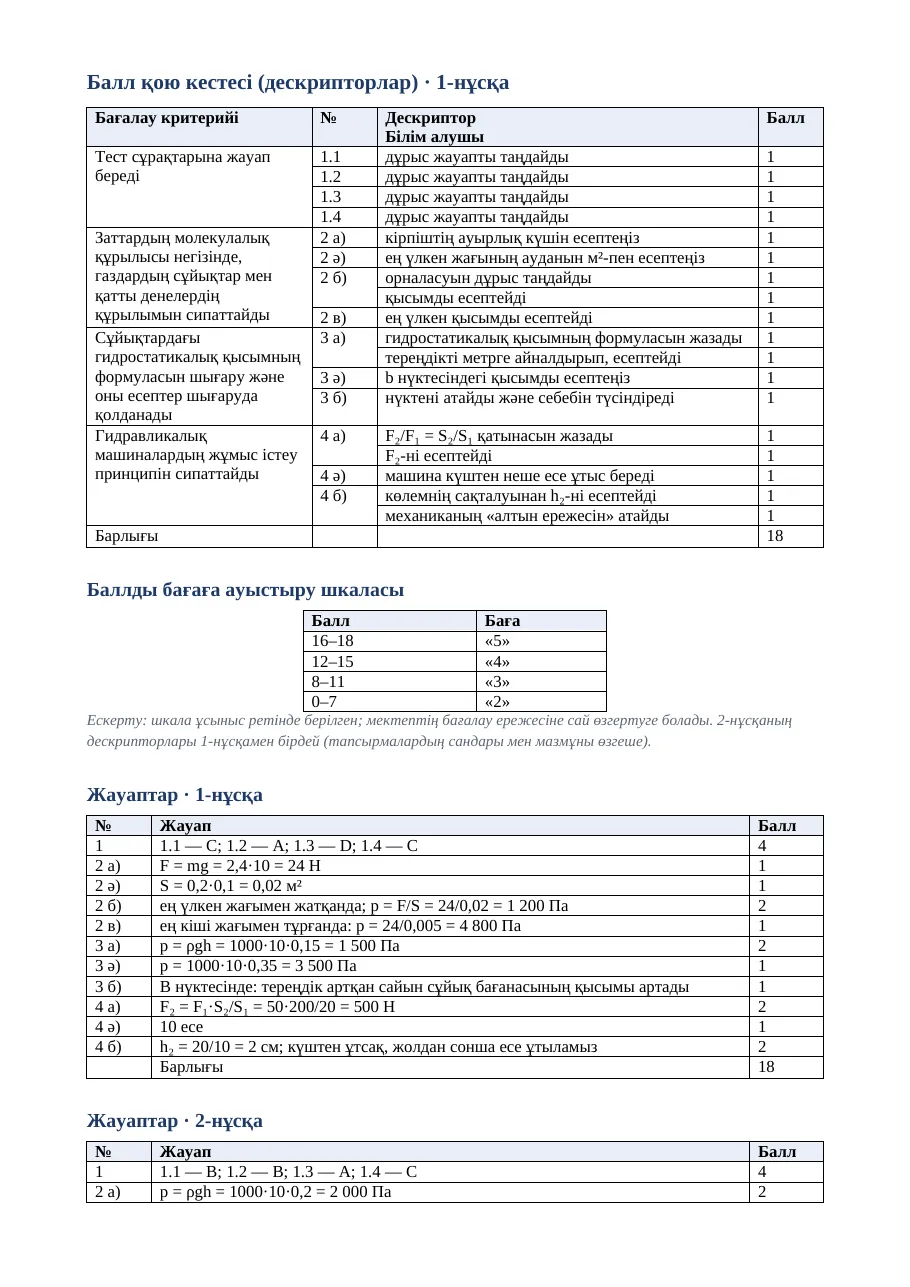 Балл қою кестесі (дескрипторлар) · 1-нұсқа
Бағалау критерийі № Дескриптор Балл
Білім алушы
Тест сұрақтарына жауап 1.1 дұрыс жауапты таңдайды 1
береді 1.2 дұрыс жауапты таңдайды 1
1.3 дұрыс жауапты таңдайды 1
1.4 дұрыс жауапты таңдайды 1
Заттардың молекулалық 2 а) кірпіштің ауырлық күшін есептеңіз 1
құрылысы негізінде, 2 ә) ең үлкен жағының ауданын м²-пен есептеңіз 1
газдардың сұйықтар мен 2 б) орналасуын дұрыс таңдайды 1
қатты денелердің қысымды есептейді 1
құрылымын сипаттайды 2 в) ең үлкен қысымды есептейді 1
Сұйықтардағы 3 а) гидростатикалық қысымның формуласын жазады 1
гидростатикалық қысымның тереңдікті метрге айналдырып, есептейді 1
формуласын шығару және 3 ә) b нүктесіндегі қысымды есептеңіз 1
оны есептер шығаруда 3 б) нүктені атайды және себебін түсіндіреді 1
қолданады
Гидравликалық 4 а) F₂/F₁ = S₂/S₁ қатынасын жазады 1
машиналардың жұмыс істеу F₂-ні есептейді 1
принципін сипаттайды 4 ә) машина күштен неше есе ұтыс береді 1
4 б) көлемнің сақталуынан h₂-ні есептейді 1
механиканың «алтын ережесін» атайды 1
Барлығы 18
Баллды бағаға ауыстыру шкаласы
Балл Баға
16–18 «5»
12–15 «4»
8–11 «3»
0–7 «2»
Ескерту: шкала ұсыныс ретінде берілген; мектептің бағалау ережесіне сай өзгертуге болады. 2-нұсқаның
дескрипторлары 1-нұсқамен бірдей (тапсырмалардың сандары мен мазмұны өзгеше).
Жауаптар · 1-нұсқа
№ Жауап Балл
1 1.1 — C; 1.2 — A; 1.3 — D; 1.4 — C 4
2 а) F = mg = 2,4·10 = 24 Н 1
2 ә) S = 0,2·0,1 = 0,02 м² 1
2 б) ең үлкен жағымен жатқанда; p = F/S = 24/0,02 = 1 200 Па 2
2 в) ең кіші жағымен тұрғанда: p = 24/0,005 = 4 800 Па 1
3 а) p = ρgh = 1000·10·0,15 = 1 500 Па 2
3 ә) p = 1000·10·0,35 = 3 500 Па 1
3 б) В нүктесінде: тереңдік артқан сайын сұйық бағанасының қысымы артады 1
4 а) F₂ = F₁·S₂/S₁ = 50·200/20 = 500 Н 2
4 ә) 10 есе 1
4 б) h₂ = 20/10 = 2 см; күштен ұтсақ, жолдан сонша есе ұтыламыз 2
Барлығы 18
Жауаптар · 2-нұсқа
№ Жауап Балл
1 1.1 — B; 1.2 — B; 1.3 — A; 1.4 — C 4
2 а) p = ρgh = 1000·10·0,2 = 2 000 Па 2